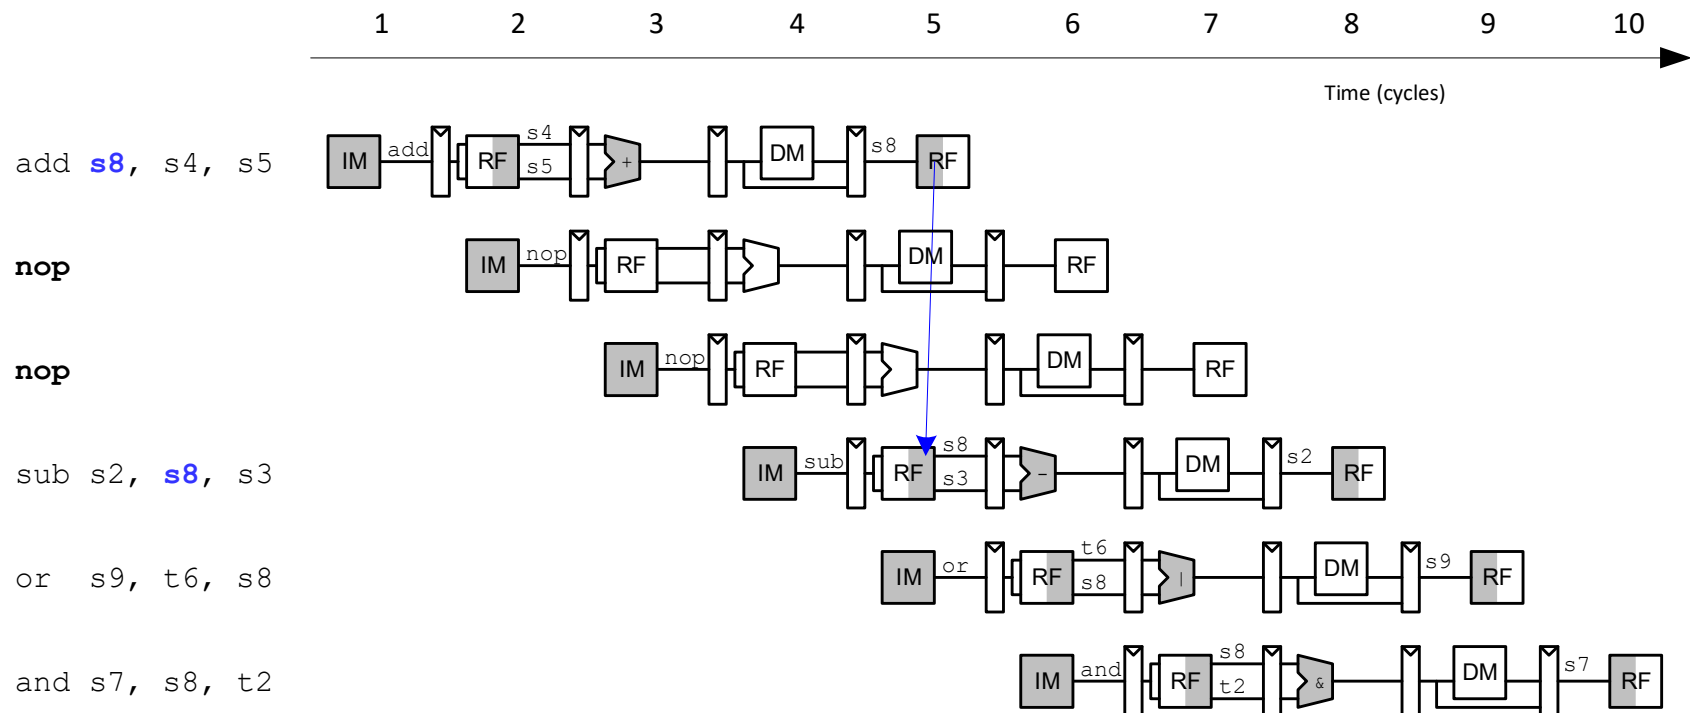 1 2 3 4 5 6 7 8 9 10
Time (cycles)
add s8, s4, s5 IM add RF s4 s5 + DM s8 RF
nop IM nop RF DM RF
nop IM nop RF DM RF
sub s2, s8, s3 IM sub RF s8 s3 - DM s2 RF
or s9, t6, s8 IM or RF t6 s8 | DM s9 RF
and s7, s8, t2 IM and RF s8 t2 & DM s7 RF